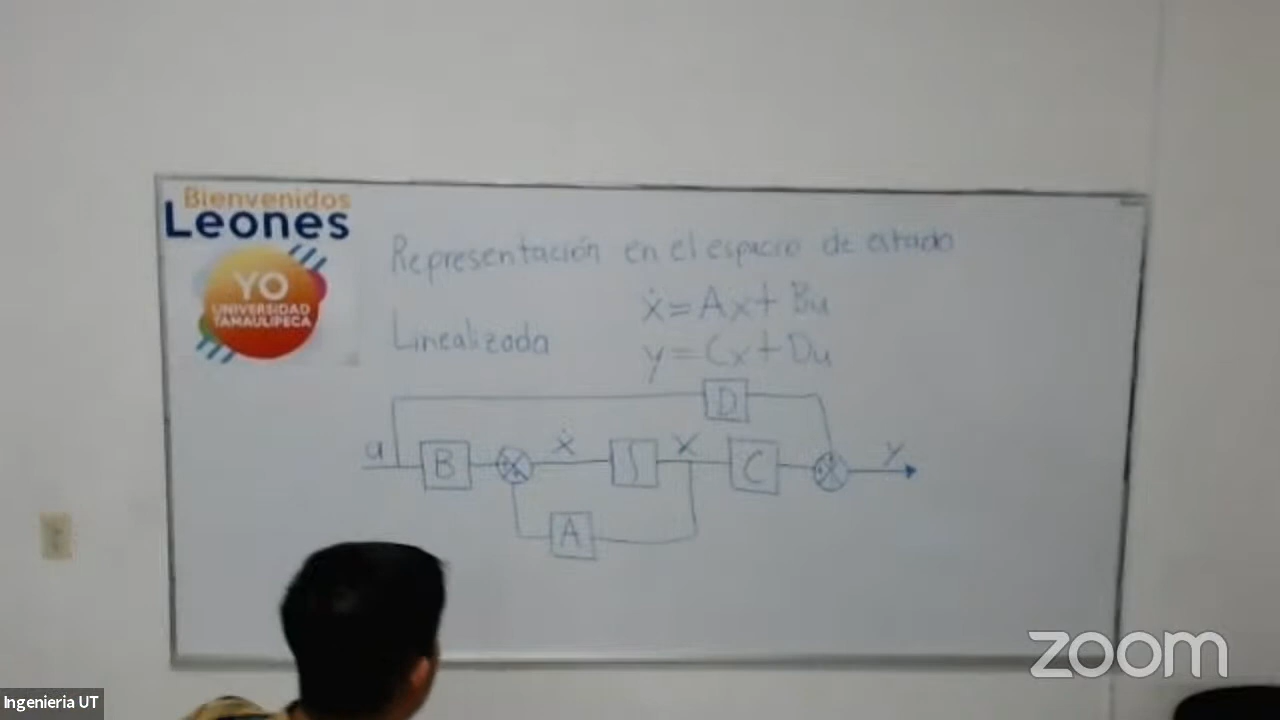 Bienvenidos
Leones
YO
UNIVERSIDAD
TAMAULIPECA
Representación en el espacio de estado
Linealizada
ẋ=Ax+Bu
y=Cx+Du
D
u
B
ẋ
∫
x
C
y
A
zoom
Ingenieria UT